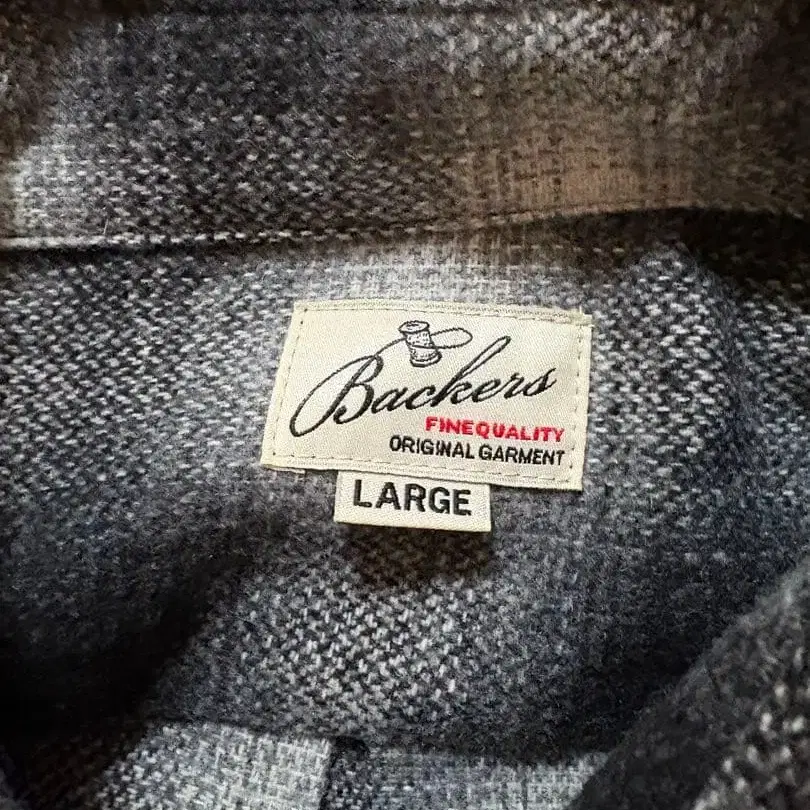 Backers
FINEQUALITY
ORIGINAL GARMENT
LARGE